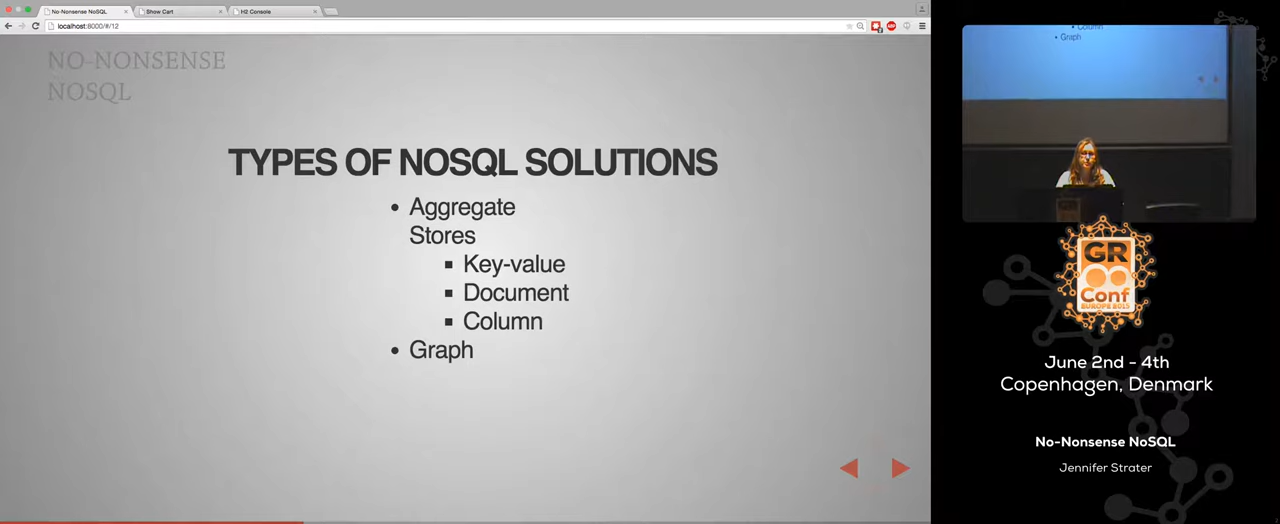 No-Nonsense NoSQL
Show Cart
H2 Console
localhost:8000/#/12
NO-NONSENSE
NOSQL
TYPES OF NOSQL SOLUTIONS
Aggregate
Stores
Key-value
Document
Column
Graph
Column
Graph
GR
Conf
EUROPE 2015
June 2nd - 4th
Copenhagen, Denmark
No-Nonsense NoSQL
Jennifer Strater